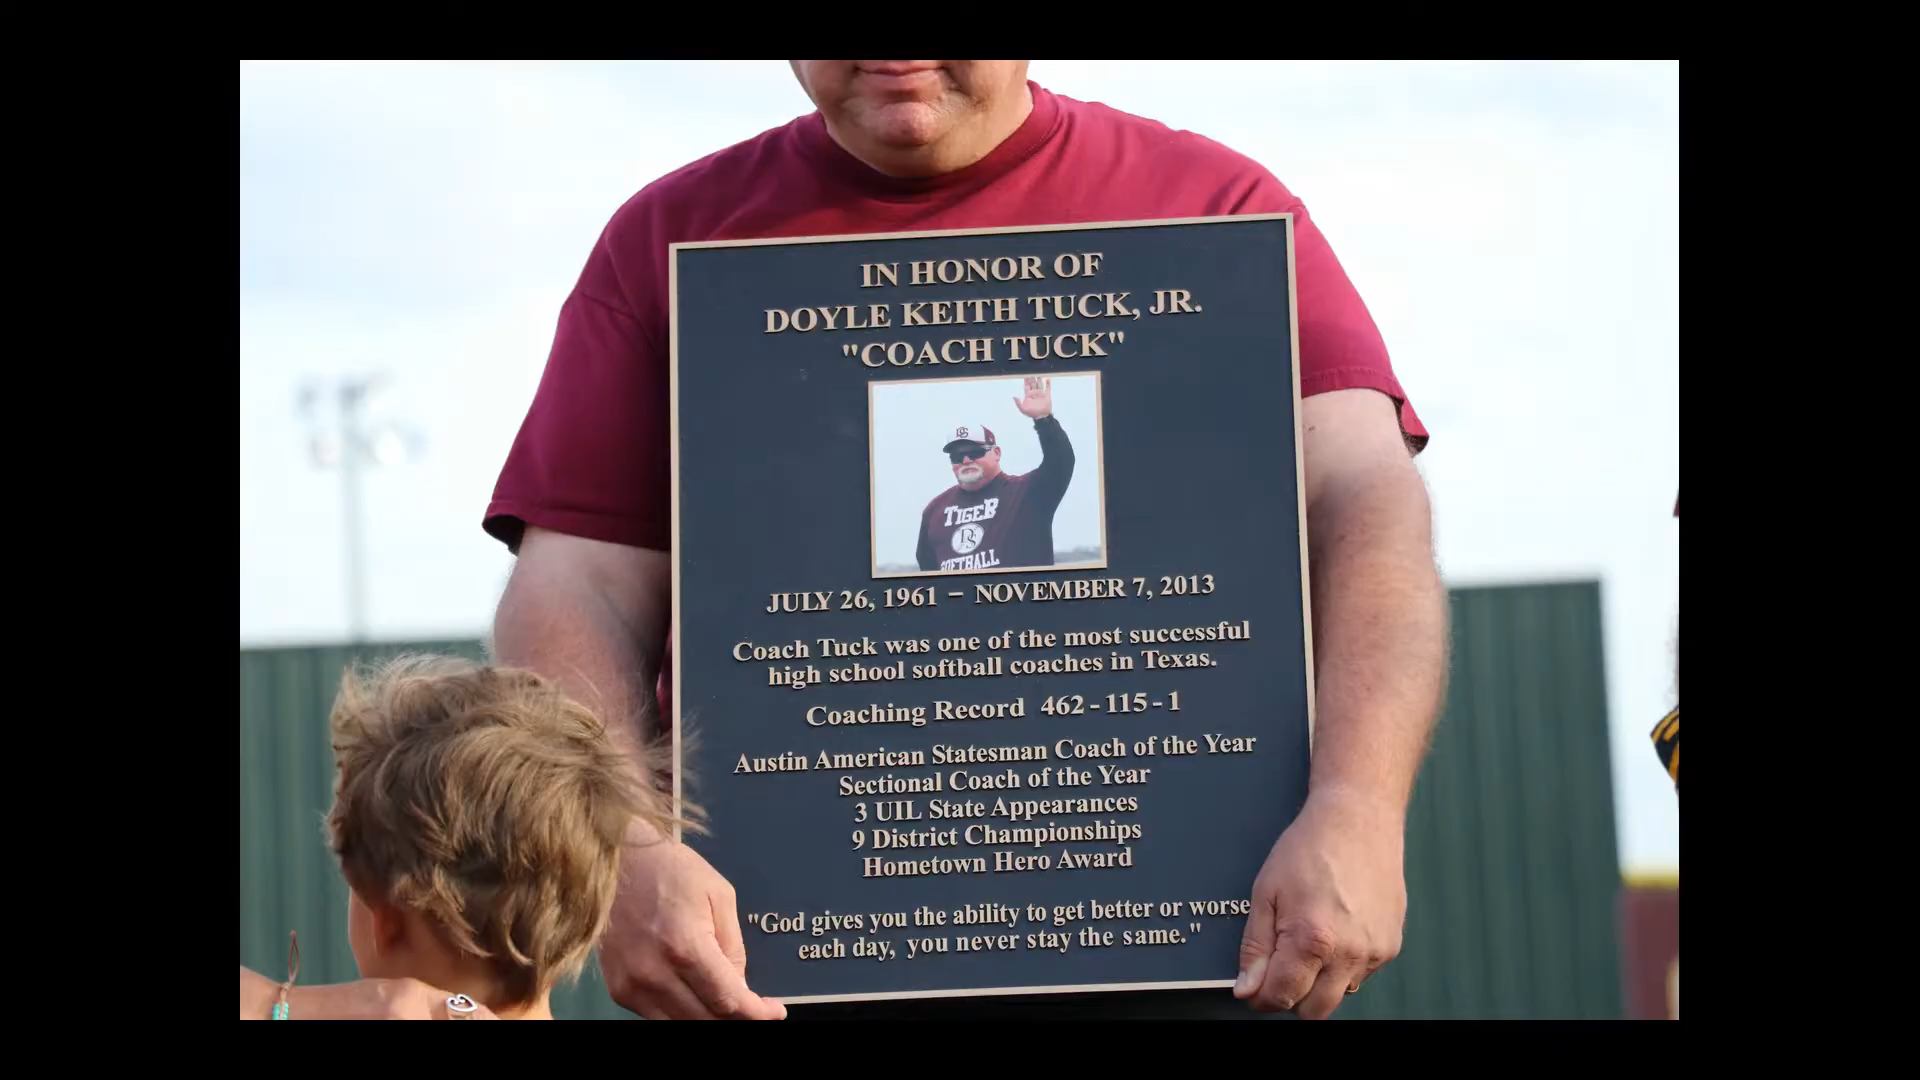 IN HONOR OF
DOYLE KEITH TUCK, JR.
"COACH TUCK"
DS
TIGER
DS
SOFTBALL
JULY 26, 1961 – NOVEMBER 7, 2013
Coach Tuck was one of the most successful
high school softball coaches in Texas.
Coaching Record 462-115-1
Austin American Statesman Coach of the Year
Sectional Coach of the Year
3 UIL State Appearances
9 District Championships
Hometown Hero Award
"God gives you the ability to get better or worse
each day, you never stay the same."